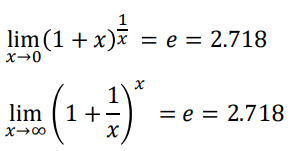 lim(1 + x)^{1/x} = e = 2.718
x→0
lim (1 + 1/x)^x = e = 2.718
x→∞